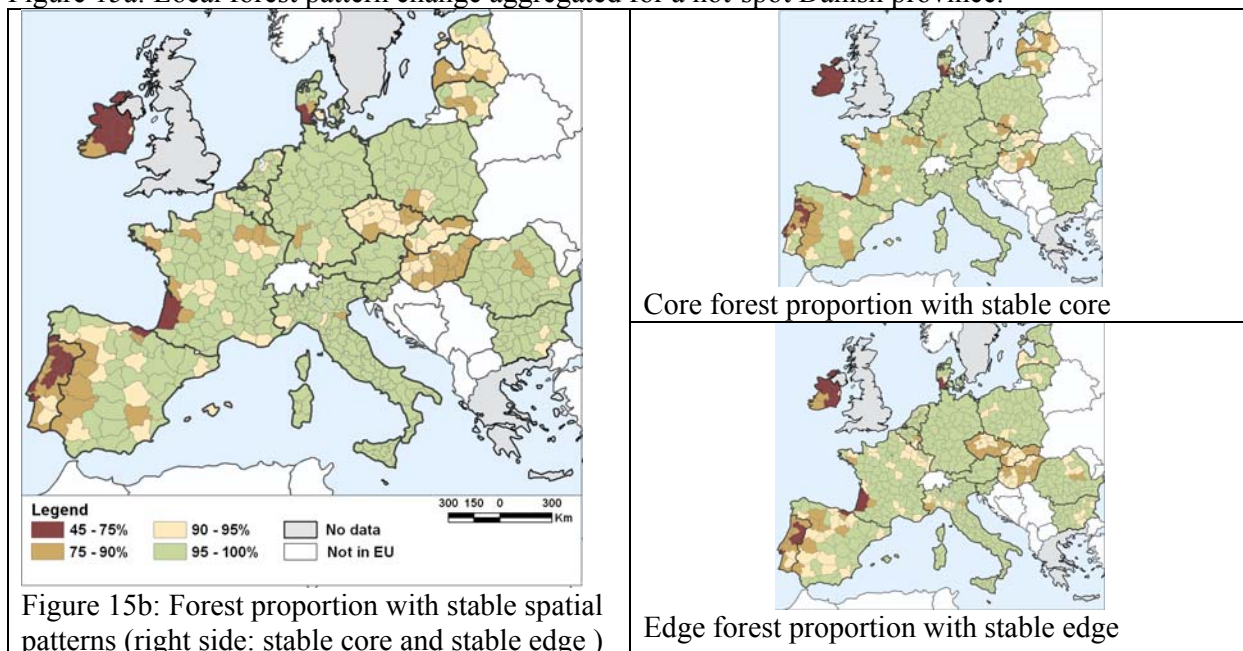 Figure 15a: Local forest pattern change aggregated for a hot-spot Danish province.
Legend
45 - 75%
90 - 95%
No data
75 - 90%
95 - 100%
Not in EU
300 150 0 300
Km
Figure 15b: Forest proportion with stable spatial
patterns (right side: stable core and stable edge )
Core forest proportion with stable core
Edge forest proportion with stable edge